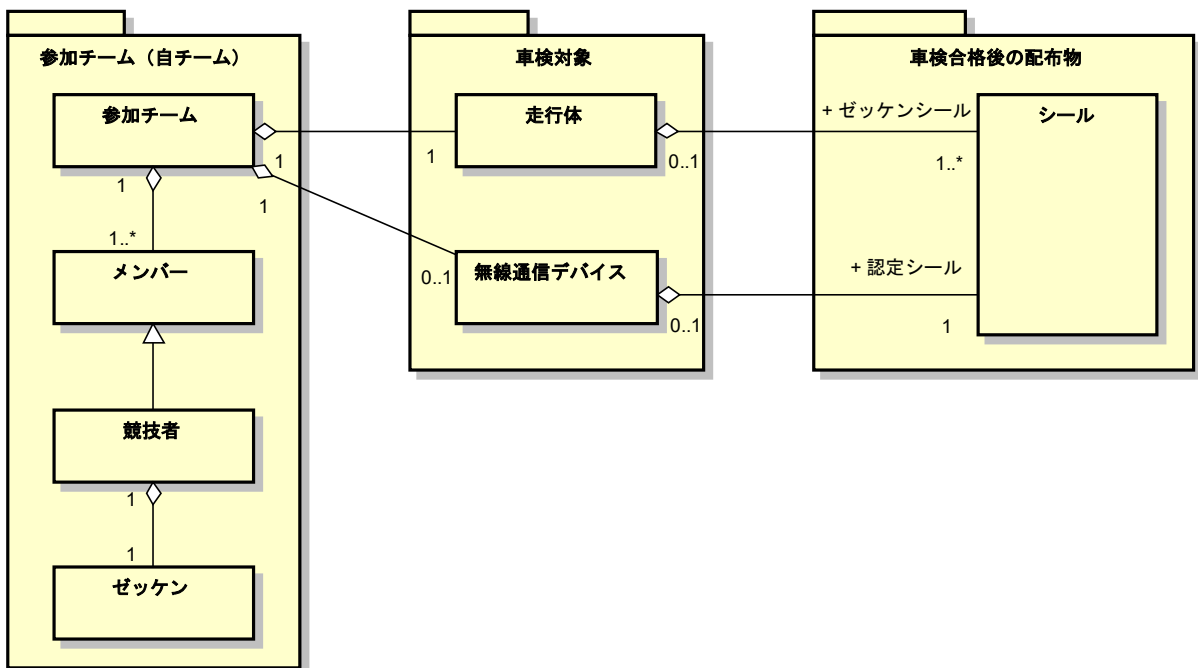 参加チーム（自チーム）
参加チーム
1
1
1
1..*
メンバー
競技者
1
1
ゼッケン
車検対象
1
走行体
0..1
0..1
無線通信デバイス
0..1
車検合格後の配布物
+ ゼッケンシール
1..*
シール
+ 認定シール
1